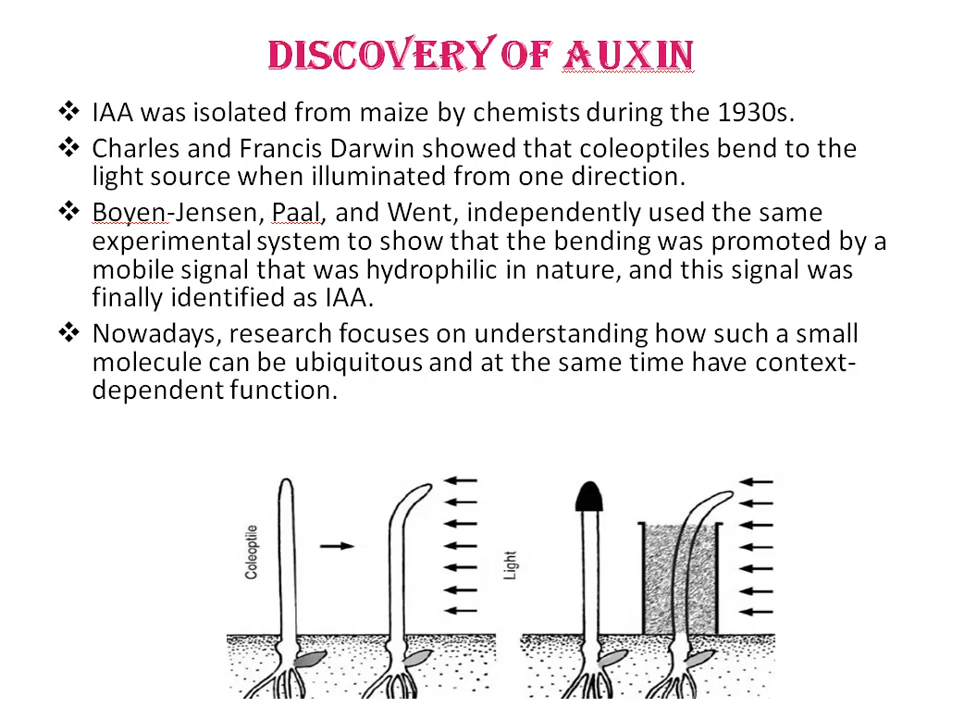 DISCOVERY OF AUXIN
❖ IAA was isolated from maize by chemists during the 1930s.
❖ Charles and Francis Darwin showed that coleoptiles bend to the
light source when illuminated from one direction.
❖ Boyen-Jensen, Paal, and Went, independently used the same
experimental system to show that the bending was promoted by a
mobile signal that was hydrophilic in nature, and this signal was
finally identified as IAA.
❖ Nowadays, research focuses on understanding how such a small
molecule can be ubiquitous and at the same time have context-
dependent function.
Coleoptile
Light